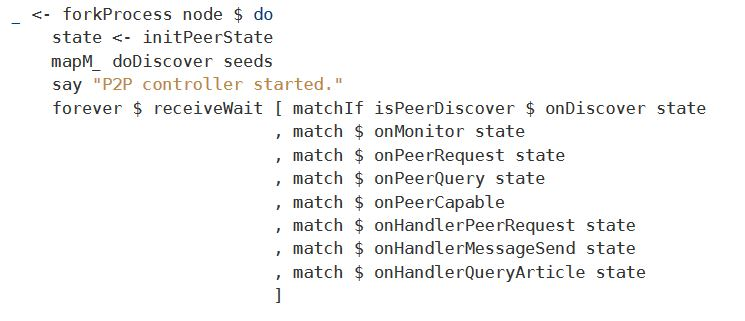 _ <- forkProcess node $ do
    state <- initPeerState
    mapM_ doDiscover seeds
    say "P2P controller started."
    forever $ receiveWait [ matchIf isPeerDiscover $ onDiscover state
                          , match $ onMonitor state
                          , match $ onPeerRequest state
                          , match $ onPeerQuery state
                          , match $ onPeerCapable
                          , match $ onHandlerPeerRequest state
                          , match $ onHandlerMessageSend state
                          , match $ onHandlerQueryArticle state
                          ]